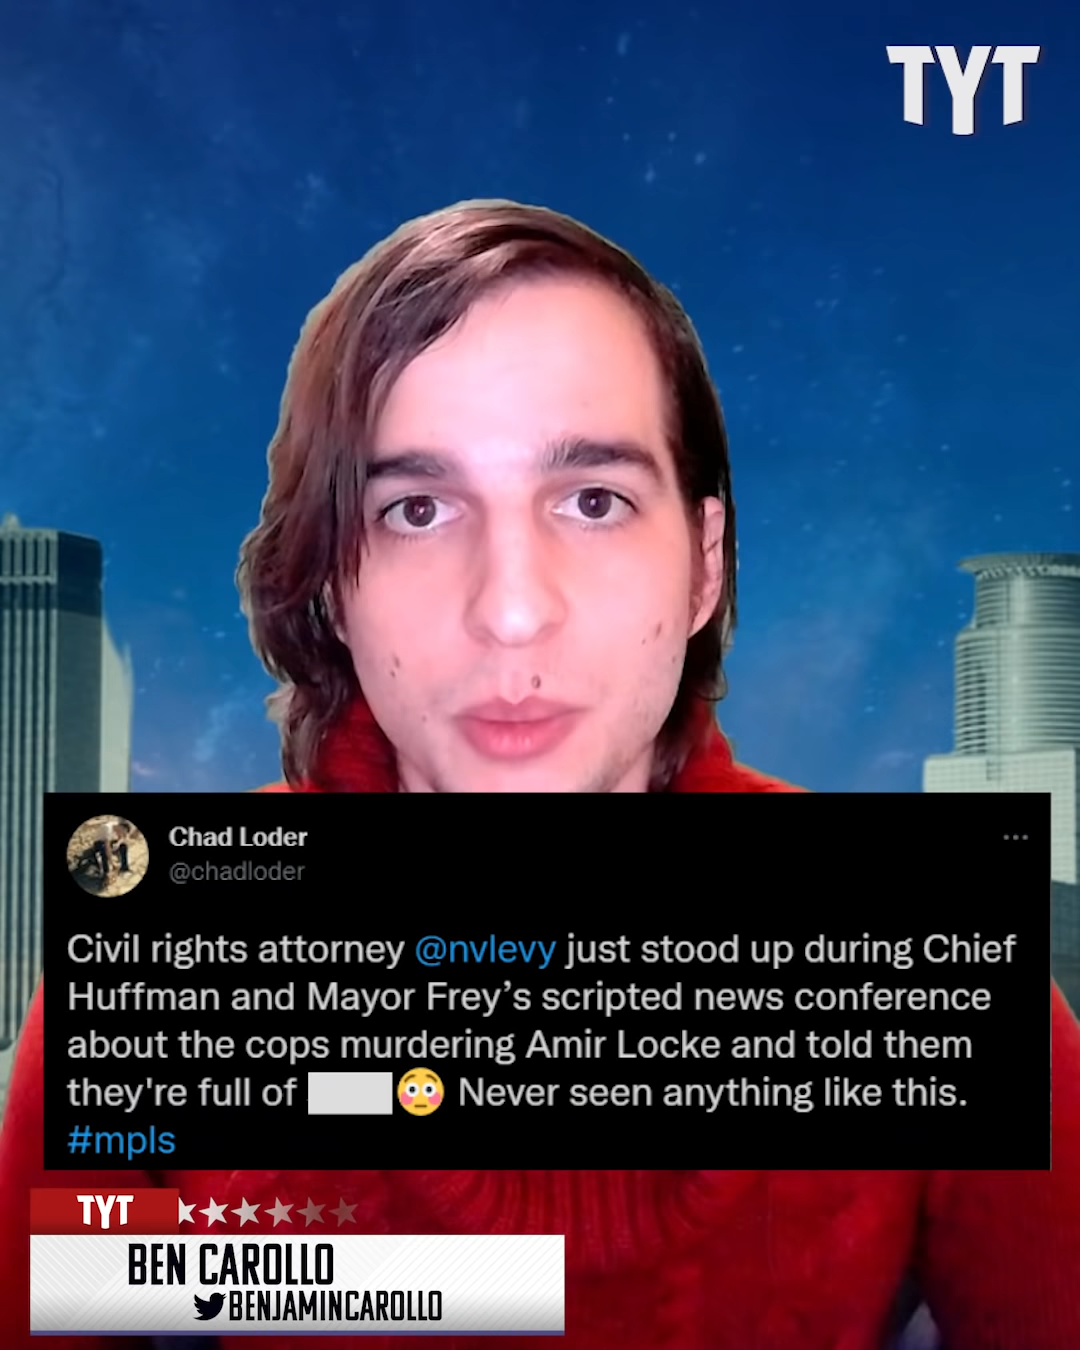 TYT
Chad Loder
@chadloder
Civil rights attorney @nvlevy just stood up during Chief
Huffman and Mayor Frey’s scripted news conference
about the cops murdering Amir Locke and told them
they're full of 😳 Never seen anything like this.
#mpls
TYT
BEN CAROLLO
BENJAMINCAROLLO